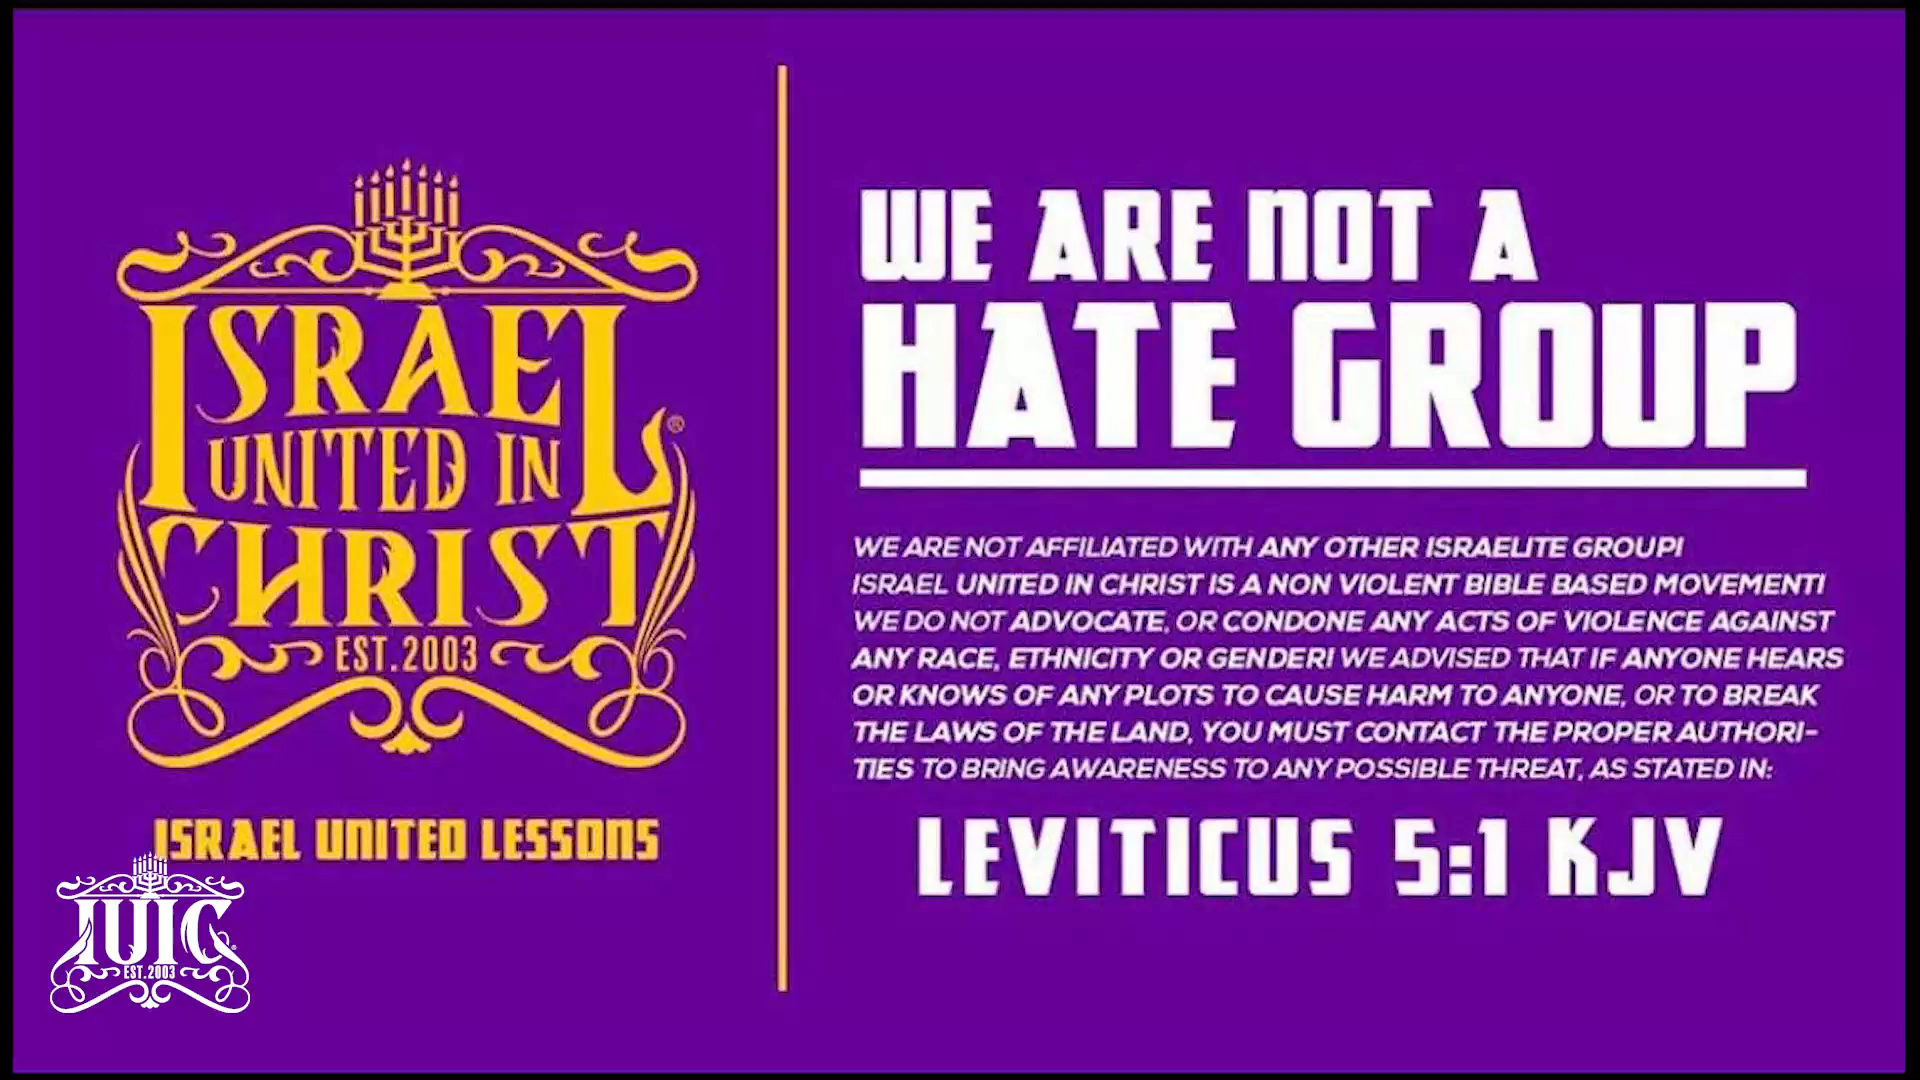 ISRAEL
UNITED IN
CHRIST®
EST.2003
ISRAEL UNITED LESSONS
IUIC®
EST.2003
WE ARE NOT A
HATE GROUP
WE ARE NOT AFFILIATED WITH ANY OTHER ISRAELITE GROUP!
ISRAEL UNITED IN CHRIST IS A NON VIOLENT BIBLE BASED MOVEMENT!
WE DO NOT ADVOCATE, OR CONDONE ANY ACTS OF VIOLENCE AGAINST
ANY RACE, ETHNICITY OR GENDER! WE ADVISED THAT IF ANYONE HEARS
OR KNOWS OF ANY PLOTS TO CAUSE HARM TO ANYONE, OR TO BREAK
THE LAWS OF THE LAND, YOU MUST CONTACT THE PROPER AUTHORI-
TIES TO BRING AWARENESS TO ANY POSSIBLE THREAT, AS STATED IN:
LEVITICUS 5:1 KJV